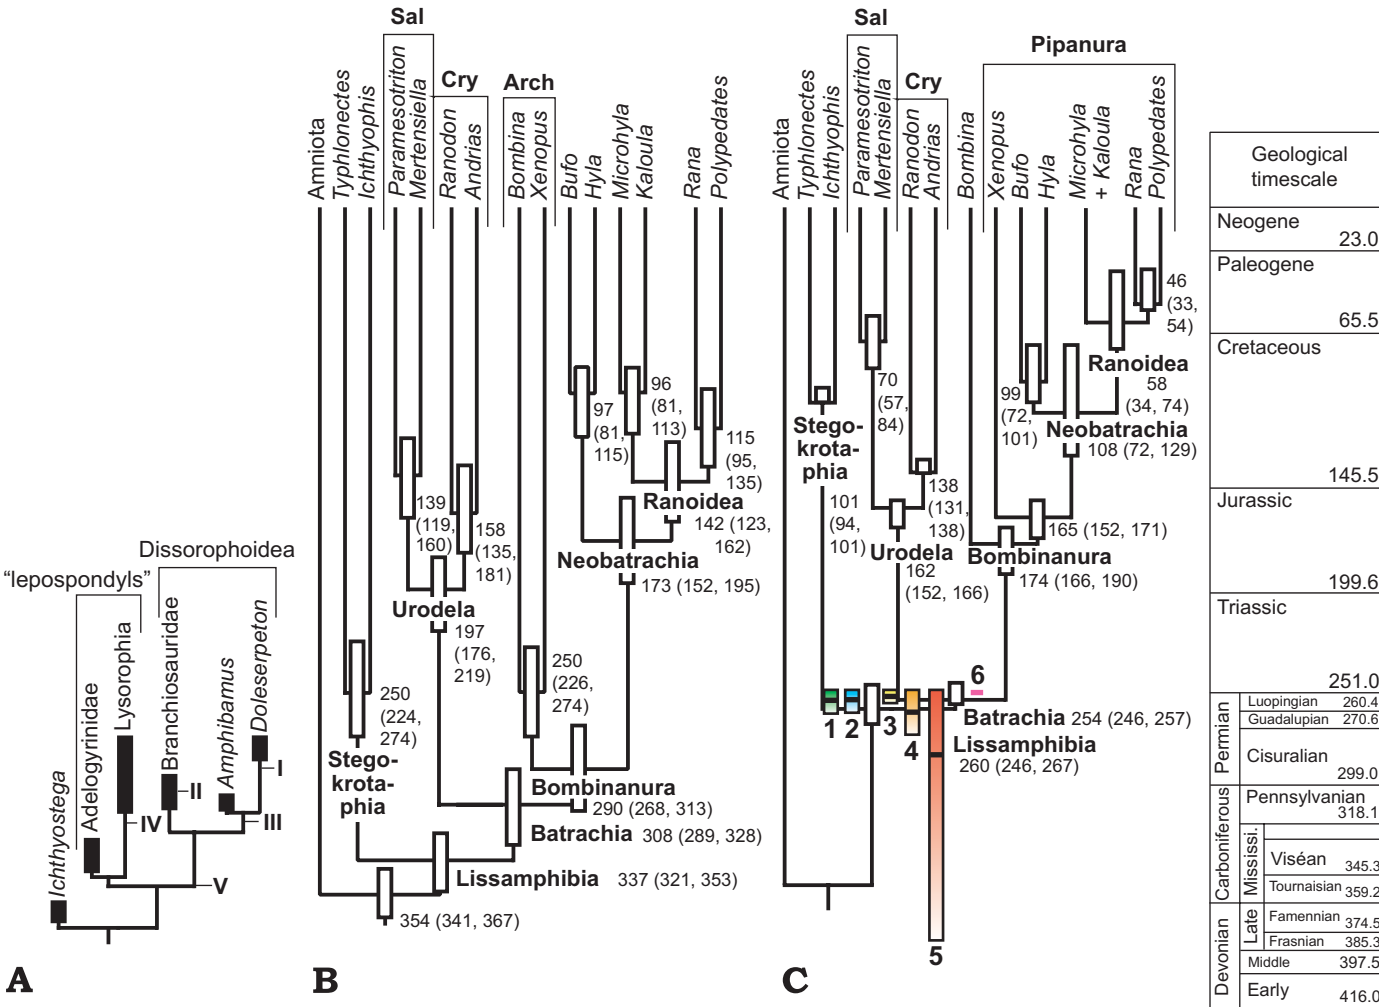 "lepospondyls"
Dissorophoidea
Ichthyostega
Adelogyrinidae
Lysorophia
Branchiosauridae
Amphibamus
Doleserpeton
I
II
III
IV
V
A
Sal
Cry
Arch
Amniota
Typhlonectes
Ichthyophis
Paramesotriton
Mertensiella
Ranodon
Andrias
Bombina
Xenopus
Bufo
Hyla
Microhyla
Kaloula
Rana
Polypedates
97
(81,
115)
96
(81,
113)
115
(95,
135)
Ranoidea
142 (123,
162)
Neobatrachia
173 (152, 195)
139
(119,
160)
158
(135,
181)
Urodela
197
(176,
219)
250
(224,
274)
250
(226,
274)
Stego-
krota-
phia
Bombinanura
290 (268, 313)
Batrachia 308 (289, 328)
Lissamphibia 337 (321, 353)
354 (341, 367)
B
Sal
Cry
Pipanura
Amniota
Typhlonectes
Ichthyophis
Paramesotriton
Mertensiella
Ranodon
Andrias
Bombina
Xenopus
Bufo
Hyla
Microhyla
+ Kaloula
Rana
Polypedates
46
(33,
54)
Ranoidea
58
(34, 74)
70
(57,
84)
99
(72,
101)
Neobatrachia
108 (72, 129)
Stego-
krota-
phia
101
(94,
101)
138
(131,
138)
Urodela
162
(152, 166)
165 (152, 171)
Bombinanura
174 (166, 190)
6
Batrachia 254 (246, 257)
Lissamphibia
260 (246, 267)
1
2
3
4
5
C
Geological
timescale
Neogene
23.0
Paleogene
65.5
Cretaceous
145.5
Jurassic
199.6
Triassic
251.0
Permian
Luopingian 260.4
Guadalupian 270.6
Cisuralian
299.0
Carboniferous
Pennsylvanian
318.1
Mississi.
Viséan
345.3
Tournaisian 359.2
Devonian
Late
Famennian 374.5
Frasnian 385.3
Middle 397.5
Early 416.0